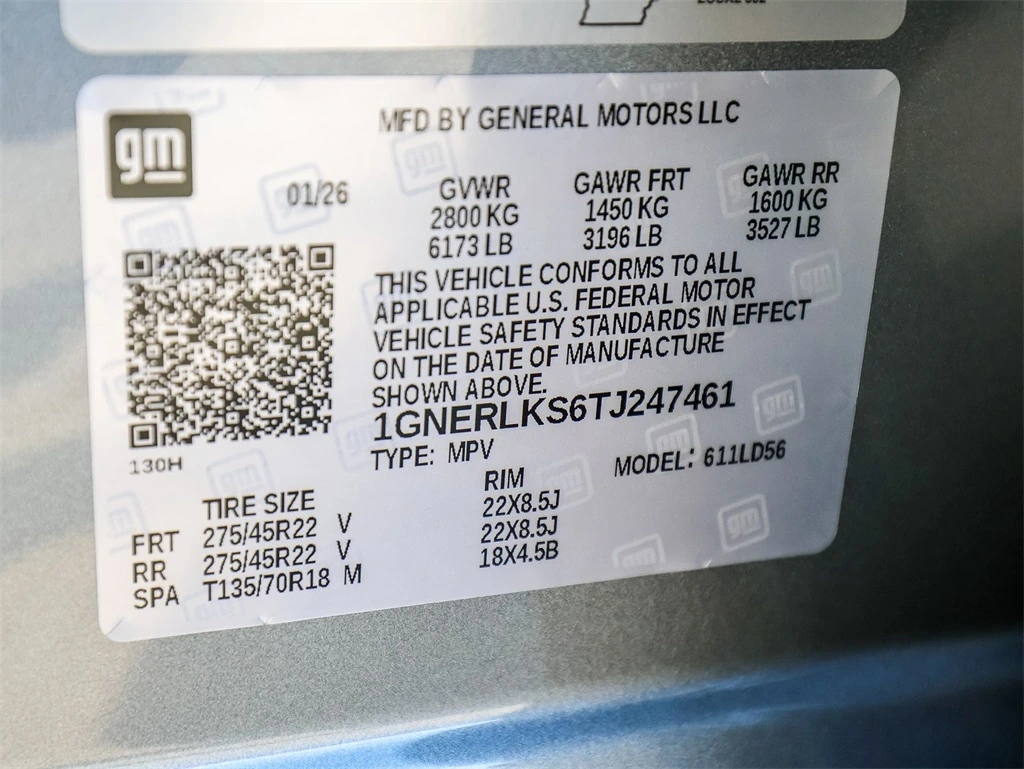 gm
MFD BY GENERAL MOTORS LLC
01/26
GVWR GAWR FRT GAWR RR
2800 KG 1450 KG 1600 KG
6173 LB 3196 LB 3527 LB
THIS VEHICLE CONFORMS TO ALL
APPLICABLE U.S. FEDERAL MOTOR
VEHICLE SAFETY STANDARDS IN EFFECT
ON THE DATE OF MANUFACTURE
SHOWN ABOVE.
1GNERLKS6TJ247461
130H
TYPE: MPV MODEL: 611LD56
TIRE SIZE RIM
FRT 275/45R22 V 22X8.5J
RR 275/45R22 V 22X8.5J
SPA T135/70R18 M 18X4.5B